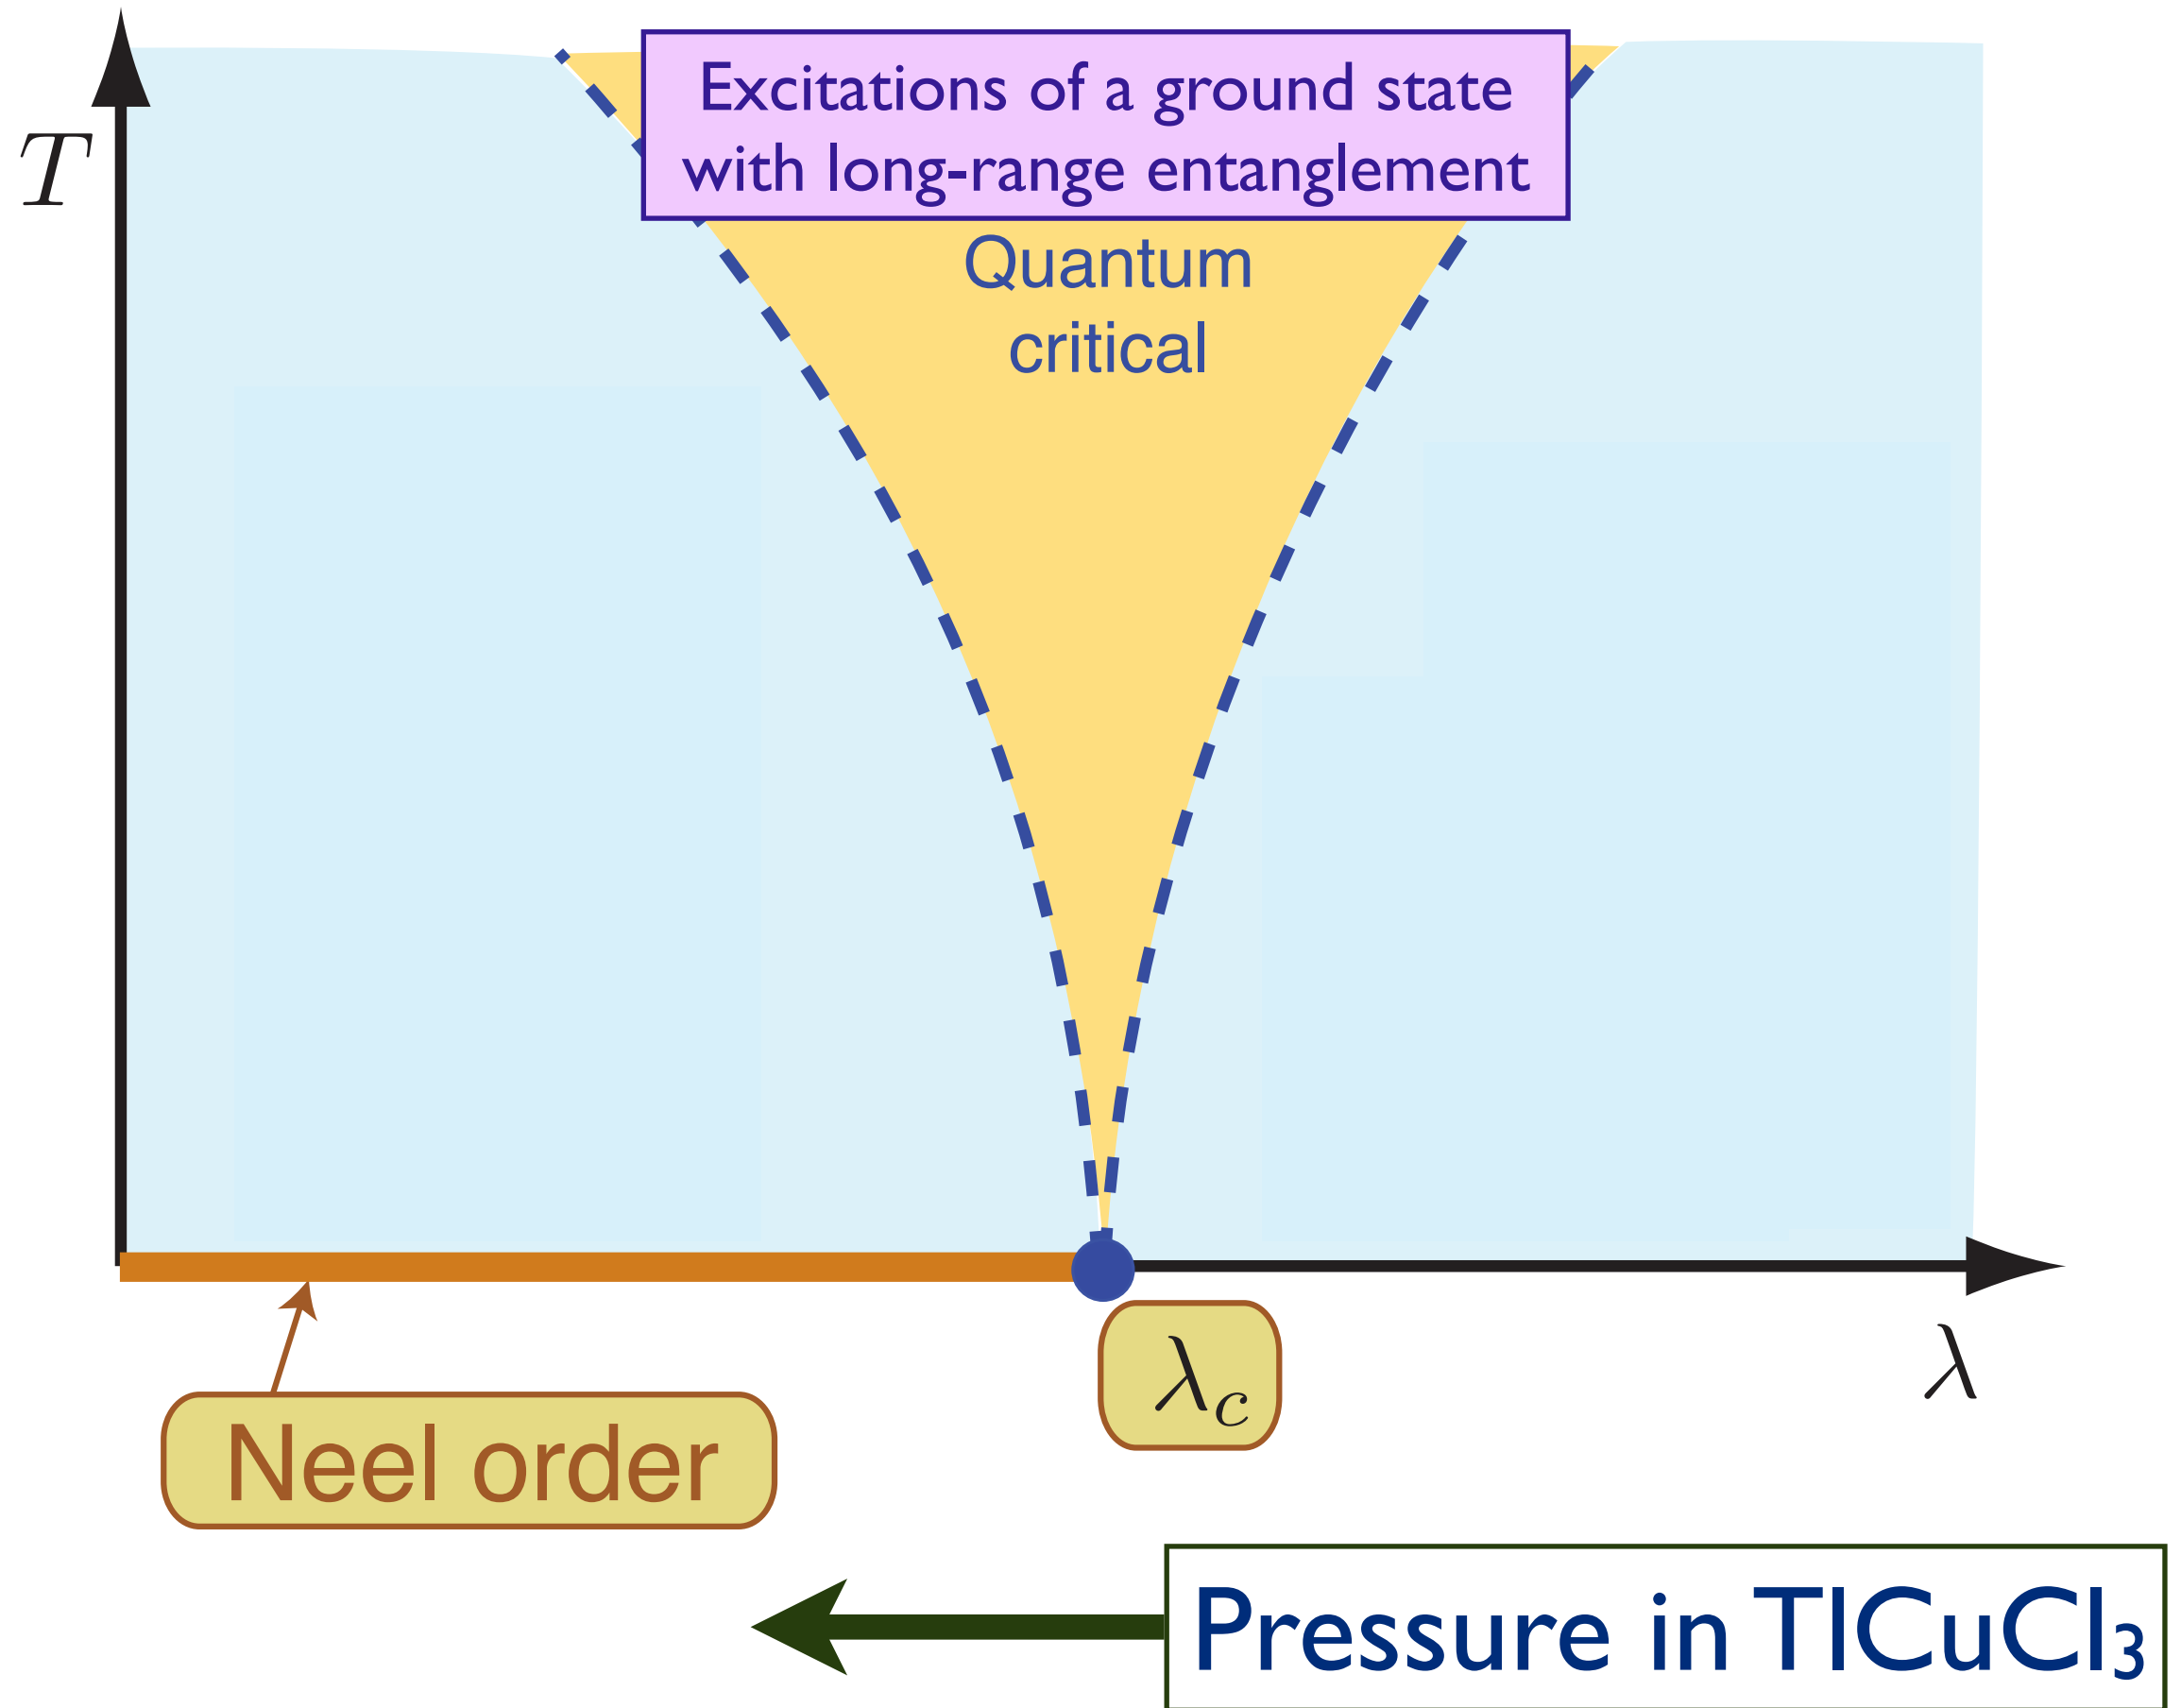 Excitations of a ground state
with long-range entanglement
T
Quantum
critical
λ
λc
Neel order
Pressure in TlCuCl3